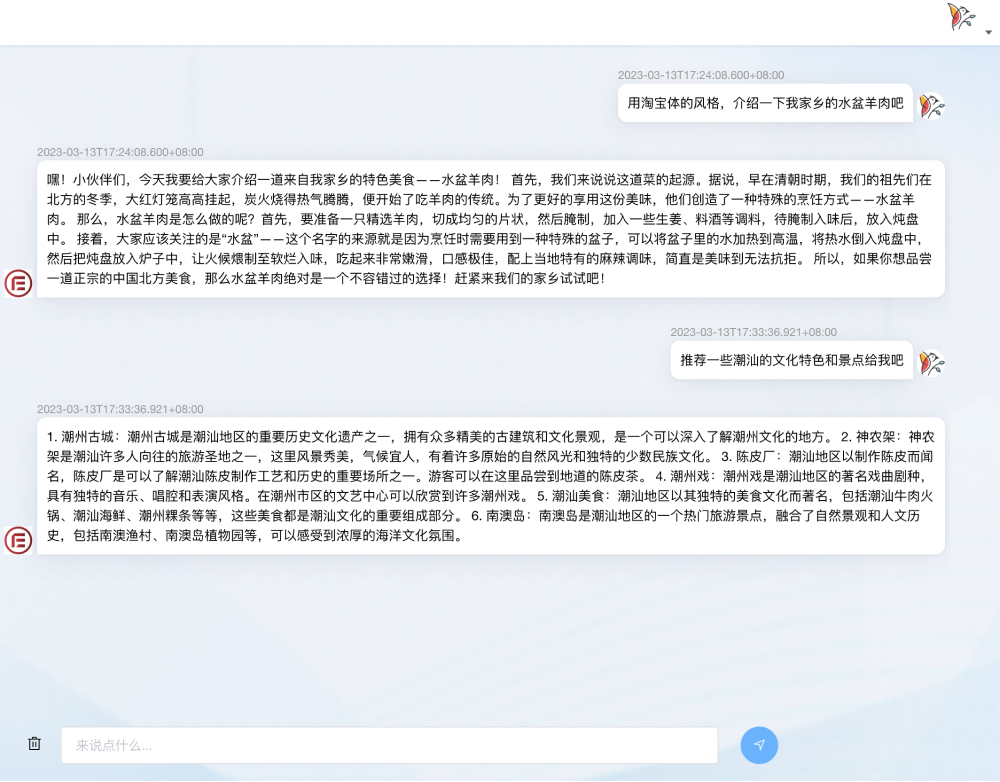 2023-03-13T17:24:08.600+08:00
用淘宝体的风格，介绍一下我家乡的水盆羊肉吧
2023-03-13T17:24:08.600+08:00
嘿！小伙伴们，今天我要给大家介绍一道来自我家乡的特色美食——水盆羊肉！ 首先，我们来说说这道菜的起源。据说，早在清朝时期，我们的祖先们在
北方的冬季，大红灯笼高高挂起，炭火烧得热气腾腾，便开始了吃羊肉的传统。为了更好的享用这份美味，他们创造了一种特殊的烹饪方式——水盆羊
肉。 那么，水盆羊肉是怎么做的呢？首先，要准备一只精选羊肉，切成均匀的片状，然后腌制，加入一些生姜、料酒等调料，待腌制入味后，放入炖盘
中。 接着，大家应该关注的是“水盆”——这个名字的来源就是因为烹饪时需要用到一种特殊的盆子，可以将盆子里的水加热到高温，将热水倒入炖盘中，
然后把炖盘放入炉子中，让火候煨制至软烂入味，吃起来非常嫩滑，口感极佳，配上当地特有的麻辣调味，简直是美味到无法抗拒。 所以，如果你想品尝
一道正宗的中国北方美食，那么水盆羊肉绝对是一个不容错过的选择！赶紧来我们的家乡试试吧！
2023-03-13T17:33:36.921+08:00
推荐一些潮汕的文化特色和景点给我吧
2023-03-13T17:33:36.921+08:00
1. 潮州古城：潮州古城是潮汕地区的重要历史文化遗产之一，拥有众多精美的古建筑和文化景观，是一个可以深入了解潮州文化的地方。 2. 神农架：神农
架是潮汕许多人向往的旅游圣地之一，这里风景秀美，气候宜人，有着许多原始的自然风光和独特的少数民族文化。 3. 陈皮厂：潮汕地区以制作陈皮而闻
名，陈皮厂是可以了解潮汕陈皮制作工艺和历史的重要场所之一。游客可以在这里品尝到地道的陈皮茶。 4. 潮州戏：潮州戏是潮汕地区的著名戏曲剧种，
具有独特的音乐、唱腔和表演风格。在潮州市区的文艺中心可以欣赏到许多潮州戏。 5. 潮汕美食：潮汕地区以其独特的美食文化而著名，包括潮汕牛肉火
锅、潮汕海鲜、潮州粿条等等，这些美食都是潮汕文化的重要组成部分。 6. 南澳岛：南澳岛是潮汕地区的一个热门旅游景点，融合了自然景观和人文历
史，包括南澳渔村、南澳岛植物园等，可以感受到浓厚的海洋文化氛围。
来说点什么...